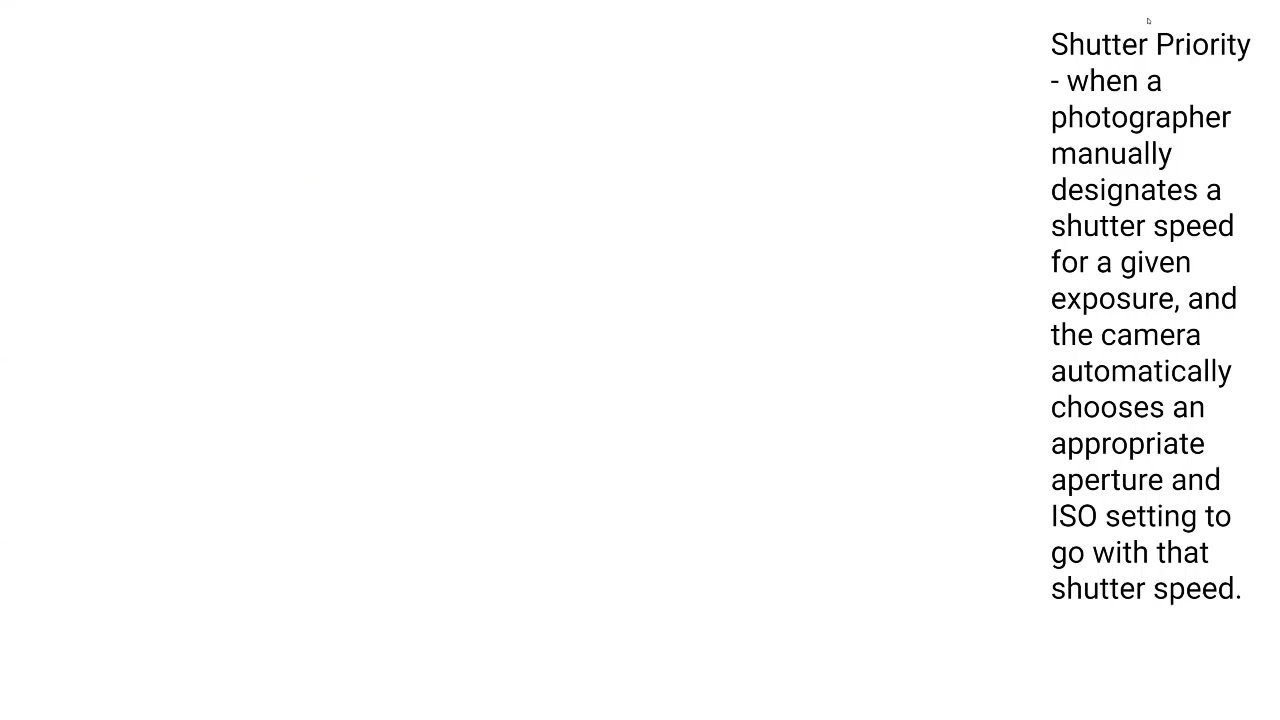 Shutter Priority
- when a
photographer
manually
designates a
shutter speed
for a given
exposure, and
the camera
automatically
chooses an
appropriate
aperture and
ISO setting to
go with that
shutter speed.